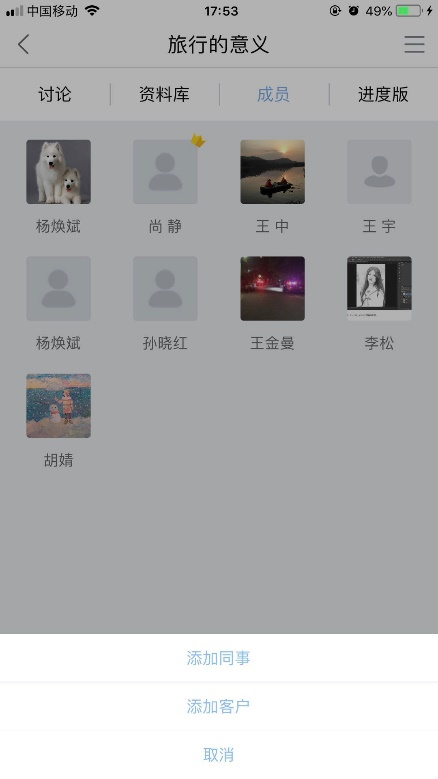 中国移动 17:53 49%
旅行的意义
讨论 资料库 成员 进度版
杨焕斌 尚 静 王 中 王 宇
杨焕斌 孙晓红 王金曼 李松
胡婧
添加同事
添加客户
取消